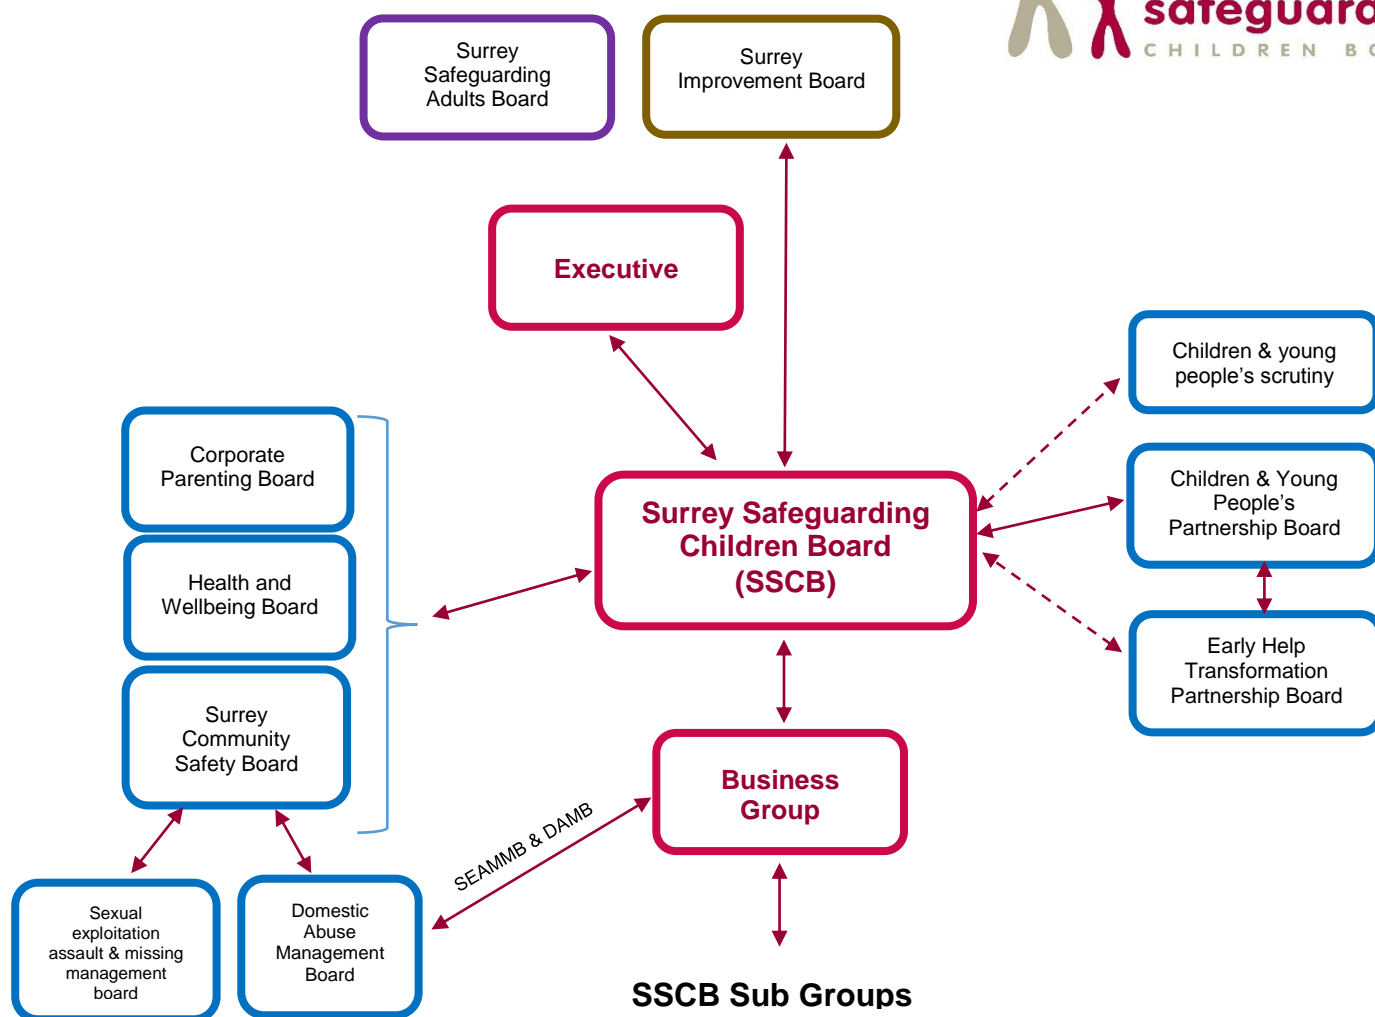 safeguard
CHILDREN BO
Surrey
Safeguarding
Adults Board
Surrey
Improvement Board
Executive
Children & young
people's scrutiny
Corporate
Parenting Board
Children & Young
People's
Partnership Board
Surrey Safeguarding
Children Board
(SSCB)
Health and
Wellbeing Board
Early Help
Transformation
Partnership Board
Surrey
Community
Safety Board
Business
Group
SEAMMB & DAMB
Sexual
exploitation
assault & missing
management
board
Domestic
Abuse
Management
Board
SSCB Sub Groups